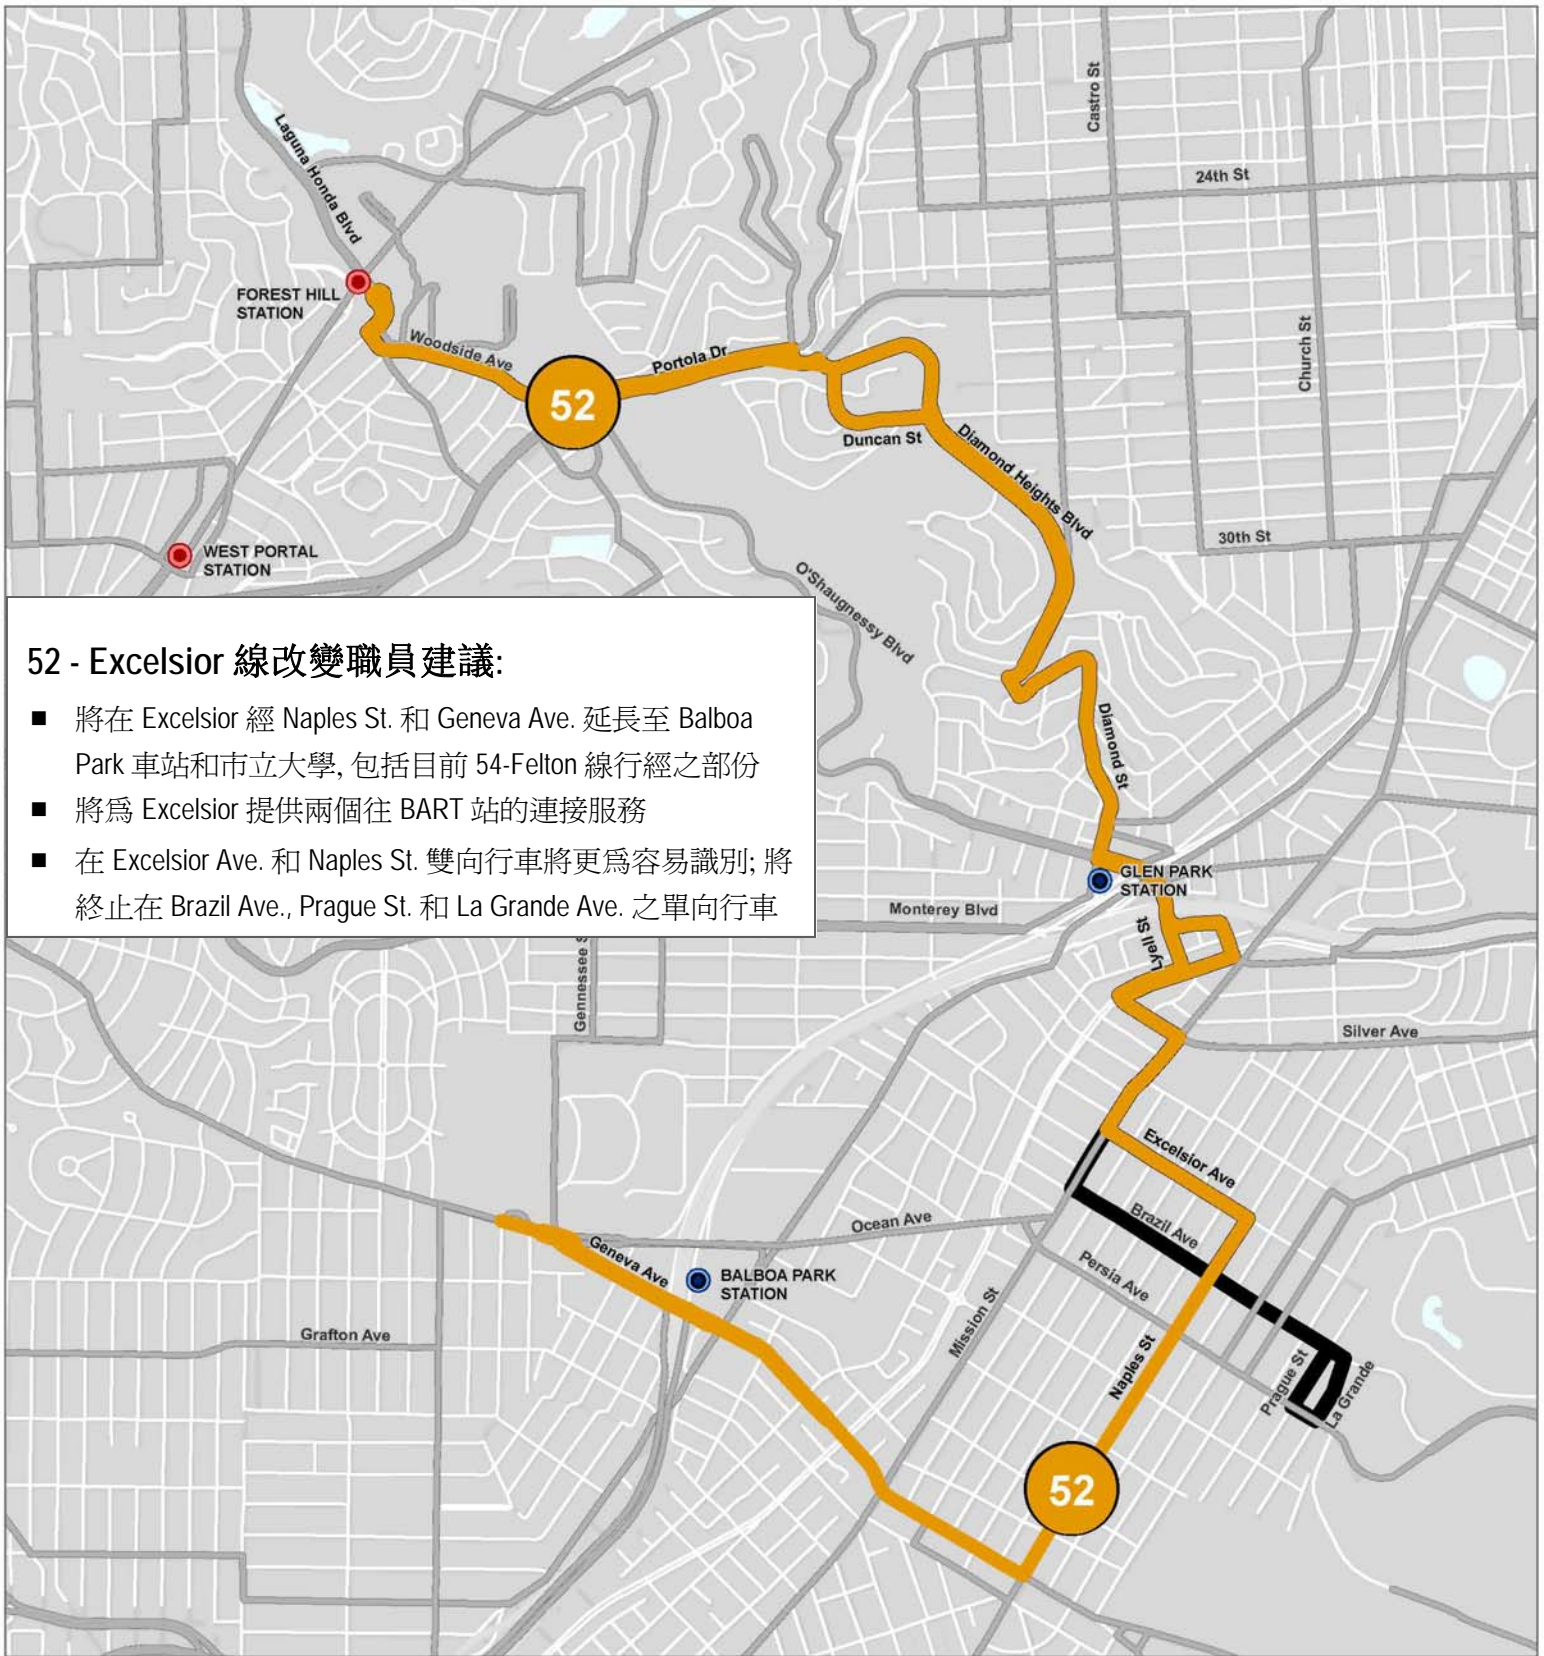 Castro St
24th St
Laguna Honda Blvd
FOREST HILL
STATION
Woodside Ave
Portola Dr
Church St
52
Duncan St
Diamond Heights Blvd
30th St
WEST PORTAL
STATION
O'Shaugnessy Blvd
52 - Excelsior 線改變職員建議:
■ 將在 Excelsior 經 Naples St. 和 Geneva Ave. 延長至 Balboa
Park 車站和市立大學, 包括目前 54-Felton 線行經之部份
■ 將爲 Excelsior 提供兩個往 BART 站的連接服務
■ 在 Excelsior Ave. 和 Naples St. 雙向行車將更爲容易識別; 將
終止在 Brazil Ave., Prague St. 和 La Grande Ave. 之單向行車
Diamond St
GLEN PARK
STATION
Monterey Blvd
Lyell St
Gennessee S
Silver Ave
Excelsior Ave
Brazil Ave
Ocean Ave
Geneva Ave
Persia Ave
BALBOA PARK
STATION
Mission St
Grafton Ave
Naples St
Prague St
La Grande
52